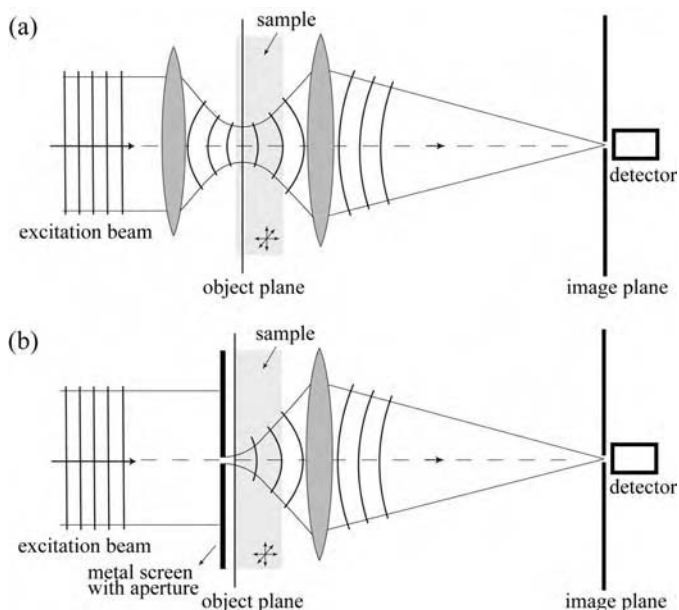 (a)
sample
detector
excitation beam
object plane
image plane
(b)
sample
detector
excitation beam
metal screen
with aperture
object plane
image plane